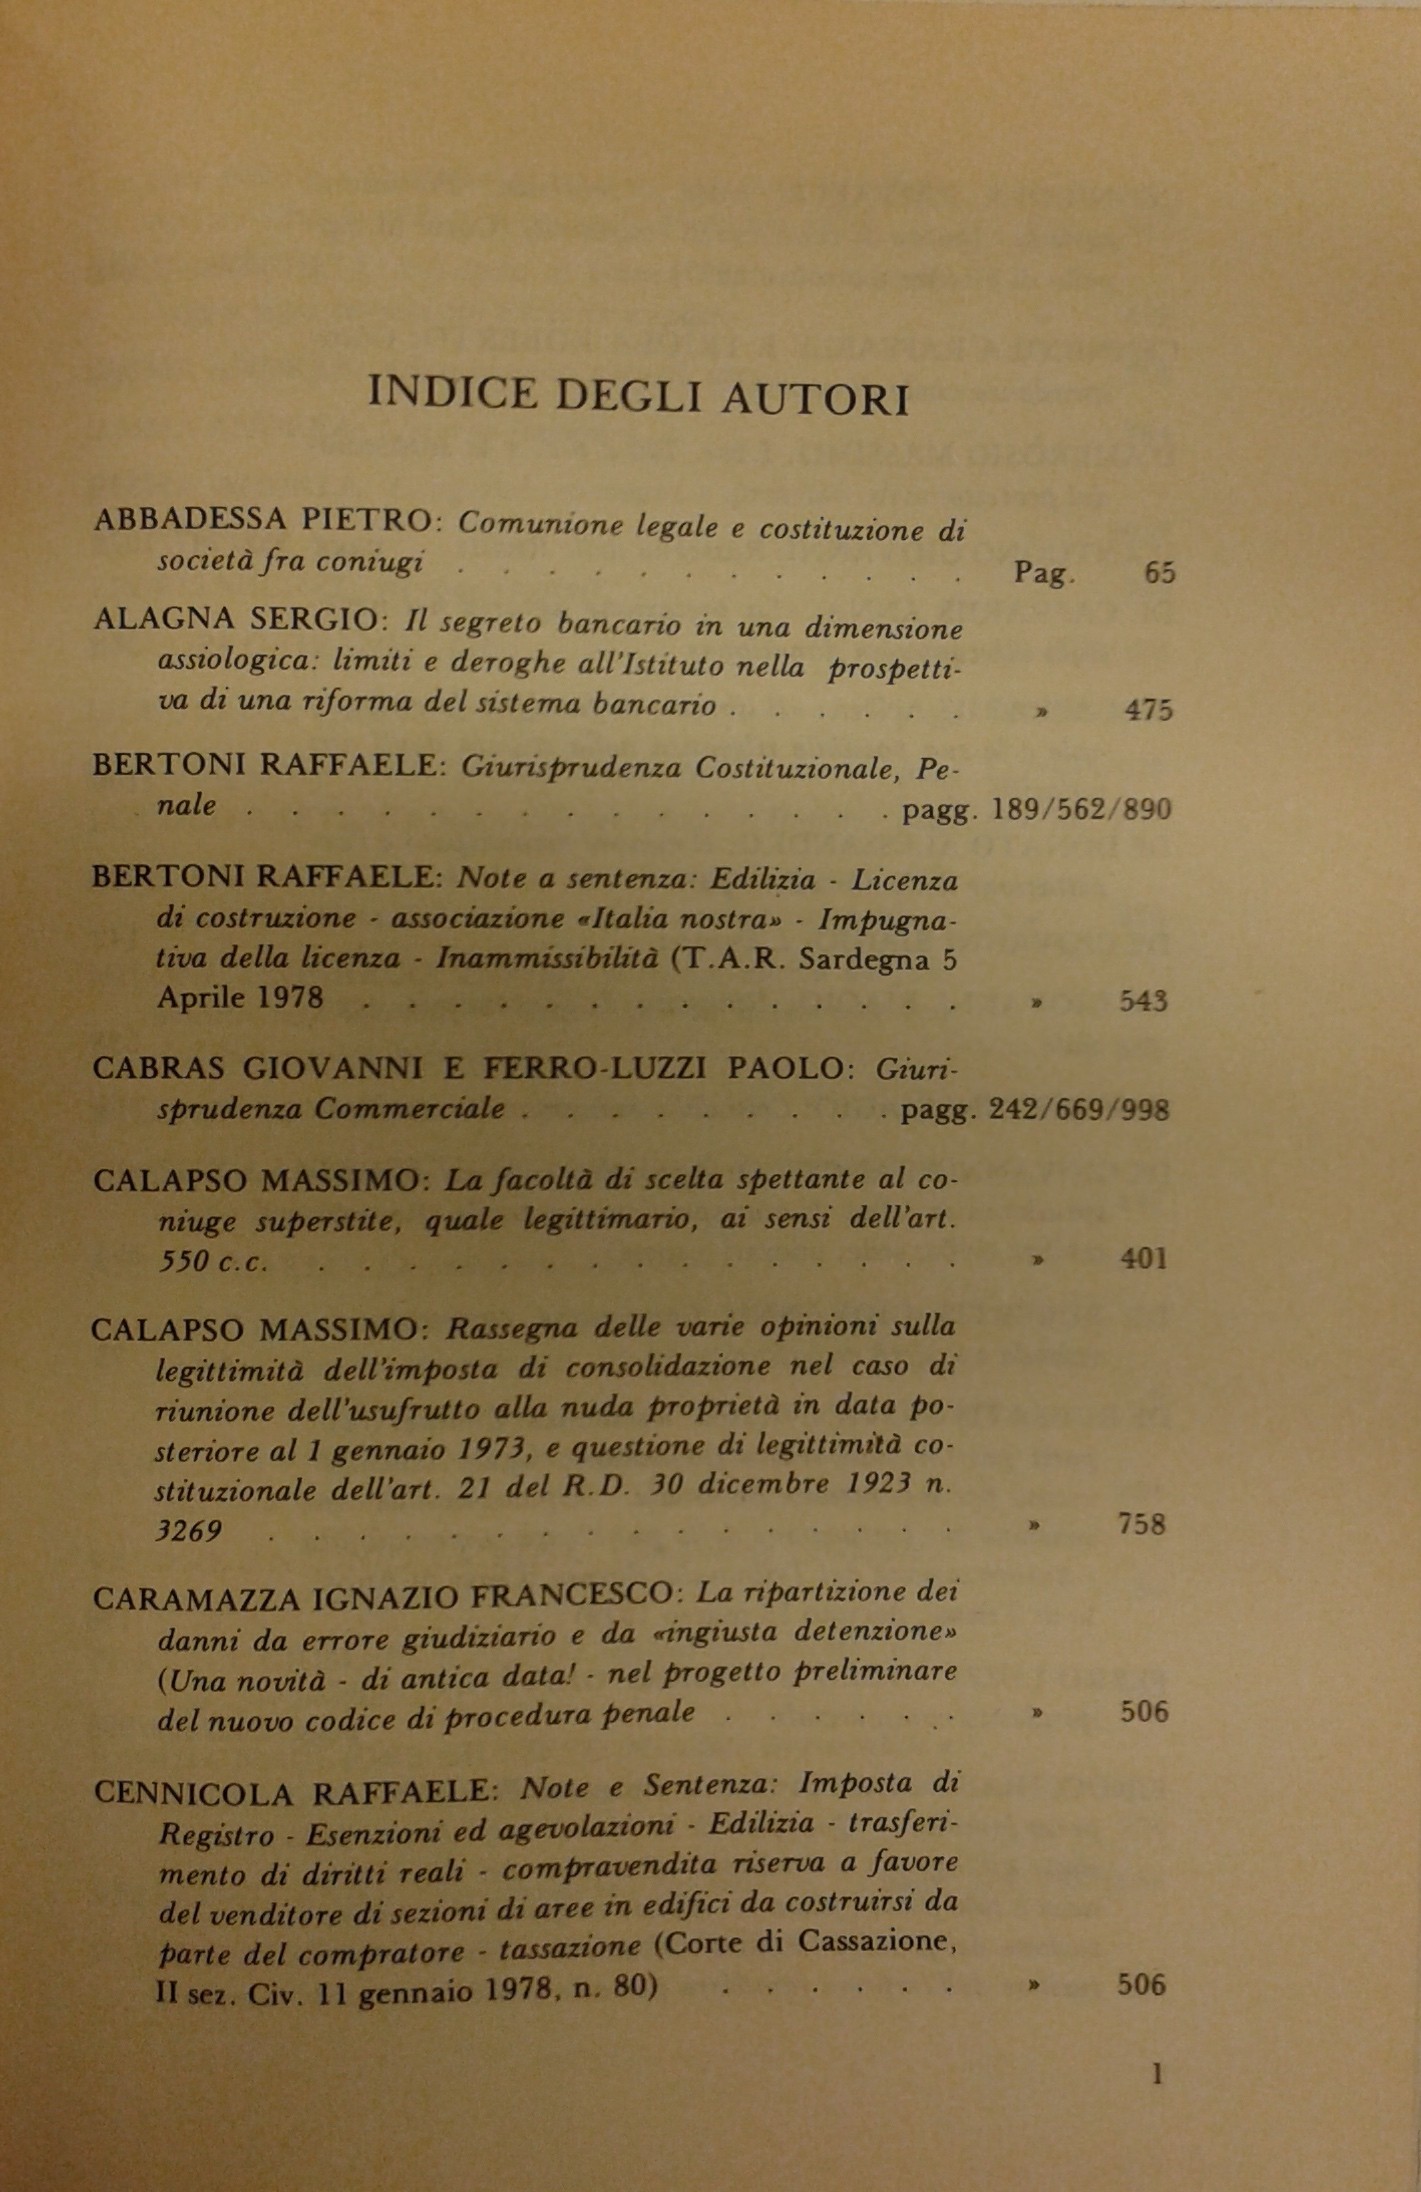 INDICE DEGLI AUTORI
ABBADESSA PIETRO: Comunione legale e costituzione di
società fra coniugi . . . . . . . . . . . . Pag. 65
ALAGNA SERGIO: Il segreto bancario in una dimensione
assiologica: limiti e deroghe all'Istituto nella prospetti-
va di una riforma del sistema bancario . . . . . . » 475
BERTONI RAFFAELE: Giurisprudenza Costituzionale, Pe-
nale . . . . . . . . . . . . . . . pagg. 189/562/890
BERTONI RAFFAELE: Note a sentenza: Edilizia - Licenza
di costruzione - associazione «Italia nostra» - Impugna-
tiva della licenza - Inammissibilità (T.A.R. Sardegna 5
Aprile 1978 . . . . . . . . . . . . . . » 543
CABRAS GIOVANNI E FERRO-LUZZI PAOLO: Giuri-
sprudenza Commerciale . . . . . . . . . pagg. 242/669/998
CALAPSO MASSIMO: La facoltà di scelta spettante al co-
niuge superstite, quale legittimario, ai sensi dell'art.
550 c.c. . . . . . . . . . . . . . . . » 401
CALAPSO MASSIMO: Rassegna delle varie opinioni sulla
legittimità dell'imposta di consolidazione nel caso di
riunione dell'usufrutto alla nuda proprietà in data po-
steriore al 1 gennaio 1973, e questione di legittimità co-
stituzionale dell'art. 21 del R.D. 30 dicembre 1923 n.
3269 . . . . . . . . . . . . . . . . » 758
CARAMAZZA IGNAZIO FRANCESCO: La ripartizione dei
danni da errore giudiziario e da «ingiusta detenzione»
(Una novità - di antica data! - nel progetto preliminare
del nuovo codice di procedura penale . . . . . . » 506
CENNICOLA RAFFAELE: Note e Sentenza: Imposta di
Registro - Esenzioni ed agevolazioni - Edilizia - trasferi-
mento di diritti reali - compravendita riserva a favore
del venditore di sezioni di aree in edifici da costruirsi da
parte del compratore - tassazione (Corte di Cassazione,
II sez. Civ. 11 gennaio 1978, n. 80) . . . . . . » 506
1